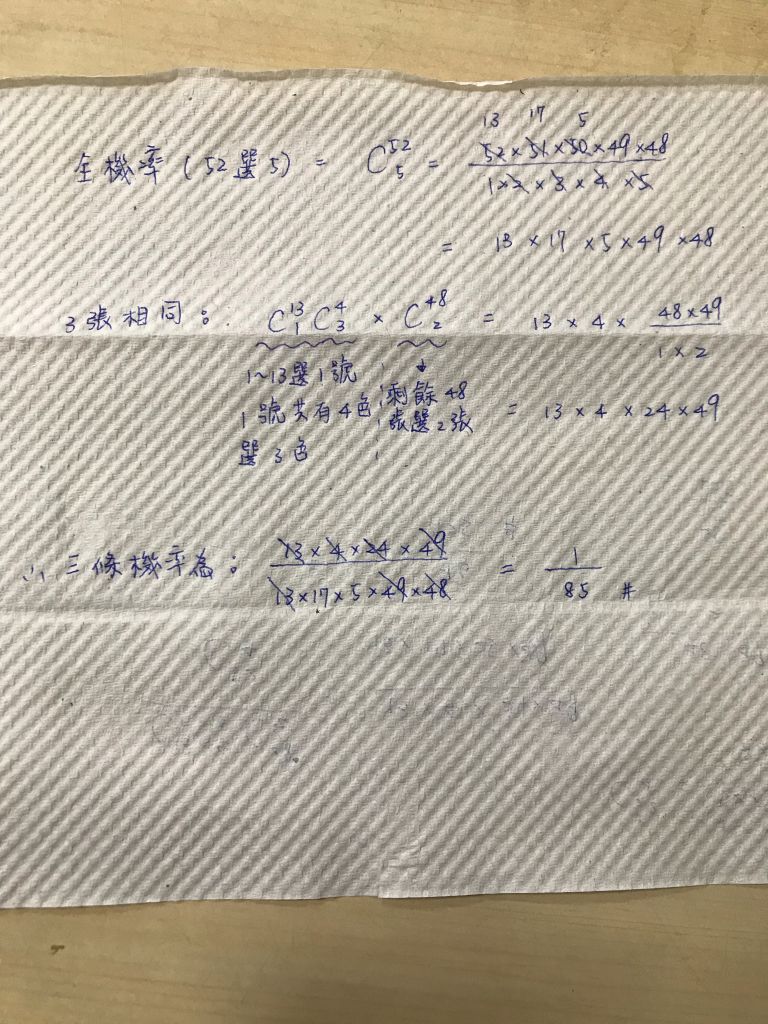 13 17 5
全機率(52選5) = C⁵²₅ = 52×51×50×49×48 / 1×2×3×4×5
= 13×17×5×49×48
3張相同: C¹³₁ C⁴₃ × C⁴⁸₂ = 13×4× 48×49 / 1×2
1~13選1號 ↓
1號共有4色 剩餘48 = 13×4×24×49
選3色 張選2張
∴ 三條機率為: 13×4×24×49 / 13×17×5×49×48 = 1 / 85 #